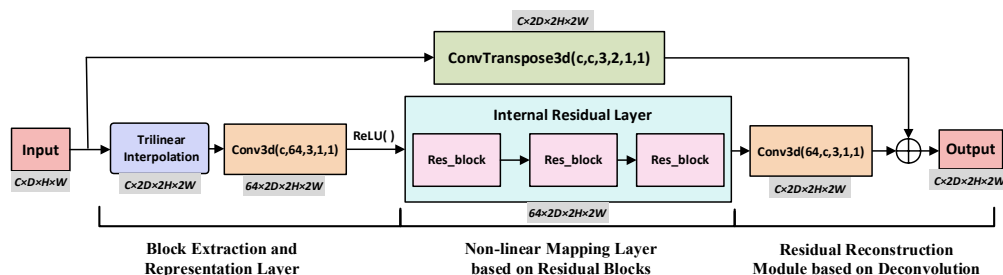 C×2D×2H×2W
ConvTranspose3d(c,c,3,2,1,1)
Input
C×D×H×W
Trilinear
Interpolation
C×2D×2H×2W
Conv3d(c,64,3,1,1)
64×2D×2H×2W
ReLU( )
Internal Residual Layer
Res_block
Res_block
Res_block
64×2D×2H×2W
Conv3d(64,c,3,1,1)
C×2D×2H×2W
Output
C×2D×2H×2W
Block Extraction and
Representation Layer
Non-linear Mapping Layer
based on Residual Blocks
Residual Reconstruction
Module based on Deconvolution